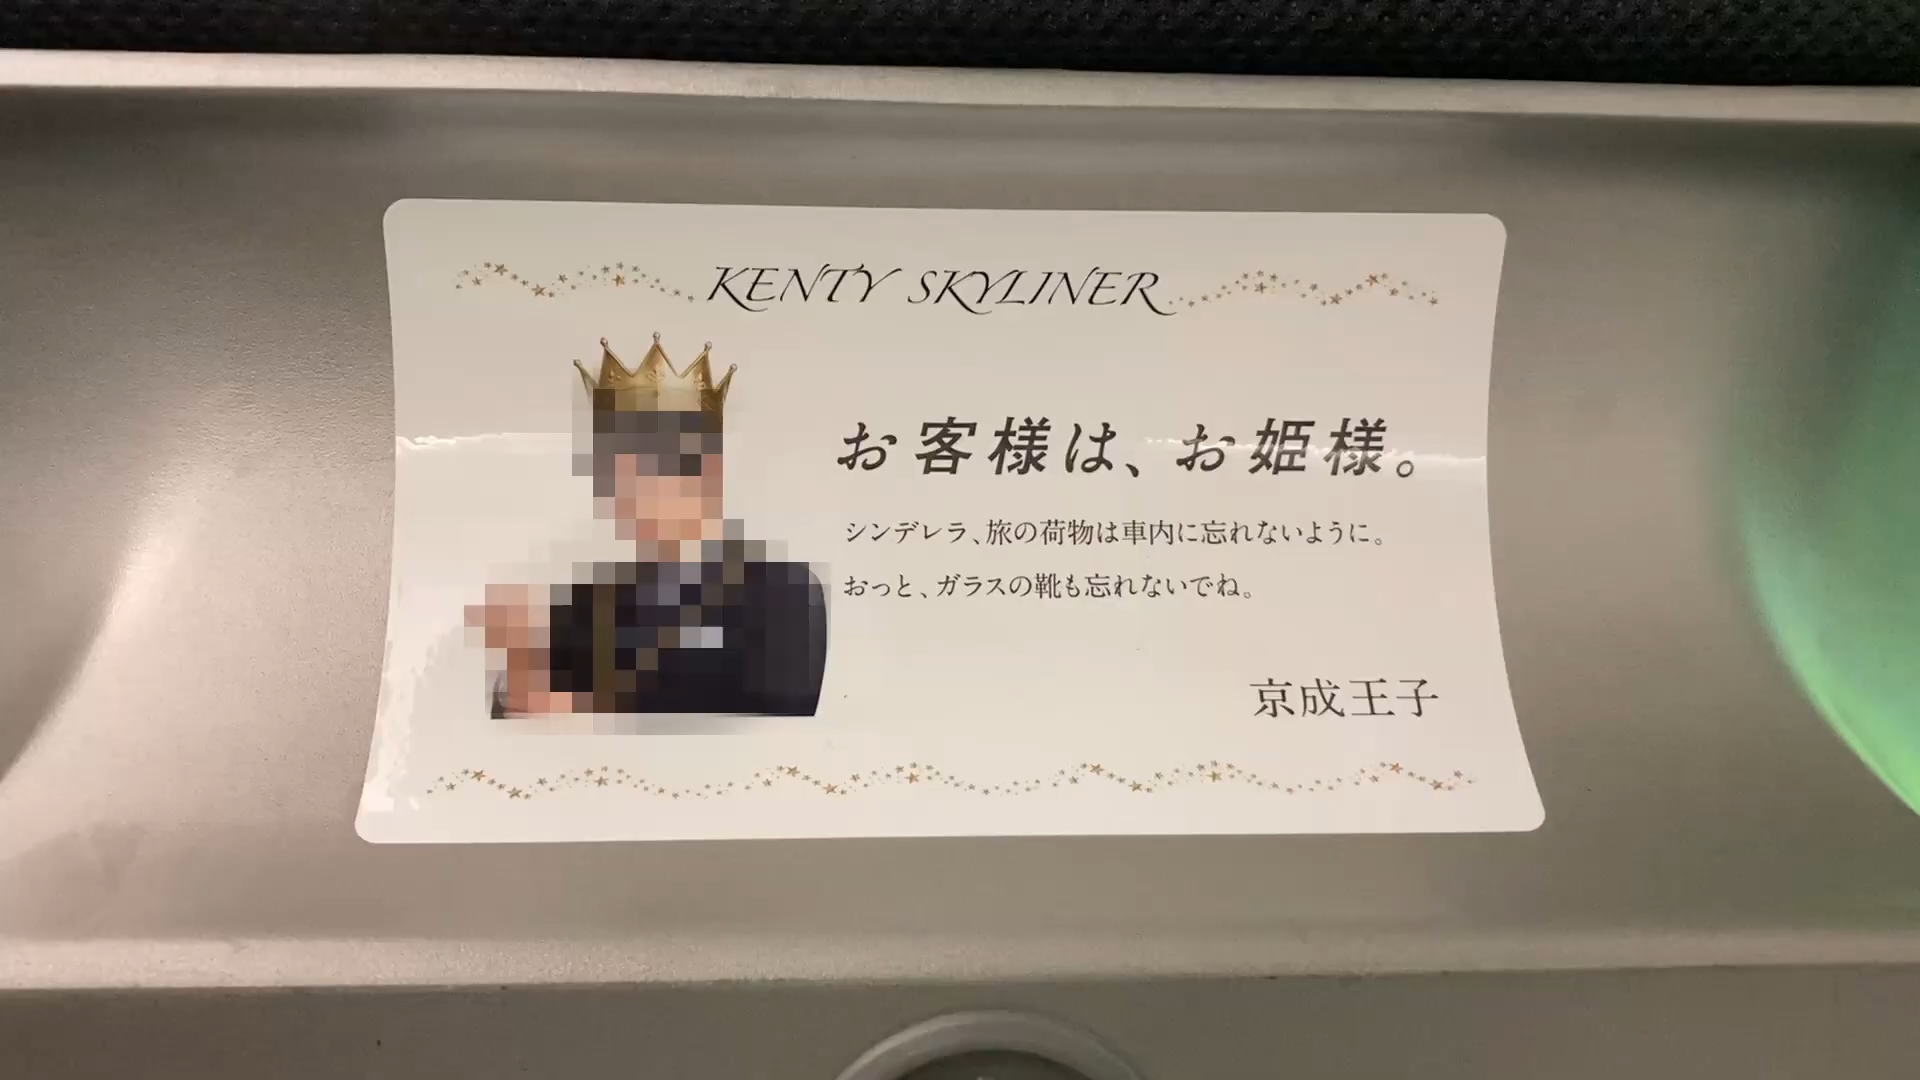 KENTY SKYLINER
お客様は、お姫様。
シンデレラ、旅の荷物は車内に忘れないように。
おっと、ガラスの靴も忘れないでね。
京成王子